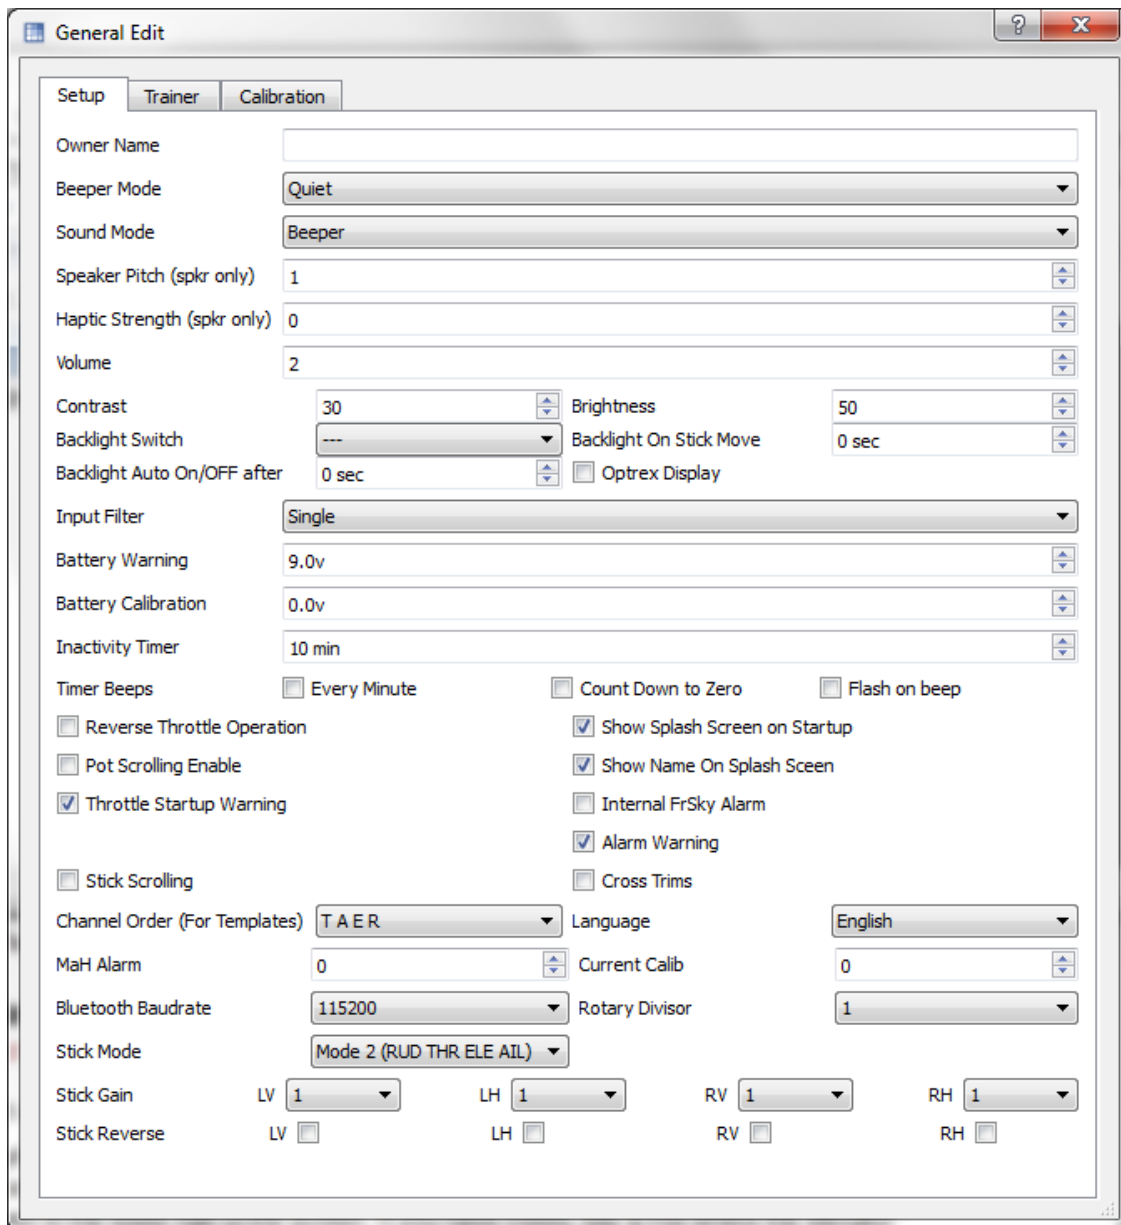 General Edit
Setup Trainer Calibration
Owner Name
Beeper Mode Quiet
Sound Mode Beeper
Speaker Pitch (spkr only) 1
Haptic Strength (spkr only) 0
Volume 2
Contrast 30 Brightness 50
Backlight Switch --- Backlight On Stick Move 0 sec
Backlight Auto On/OFF after 0 sec Optrex Display
Input Filter Single
Battery Warning 9.0v
Battery Calibration 0.0v
Inactivity Timer 10 min
Timer Beeps Every Minute Count Down to Zero Flash on beep
Reverse Throttle Operation Show Splash Screen on Startup
Pot Scrolling Enable Show Name On Splash Sceen
Throttle Startup Warning Internal FrSky Alarm
Alarm Warning
Stick Scrolling Cross Trims
Channel Order (For Templates) T A E R Language English
MaH Alarm 0 Current Calib 0
Bluetooth Baudrate 115200 Rotary Divisor 1
Stick Mode Mode 2 (RUD THR ELE AIL)
Stick Gain LV 1 LH 1 RV 1 RH 1
Stick Reverse LV LH RV RH